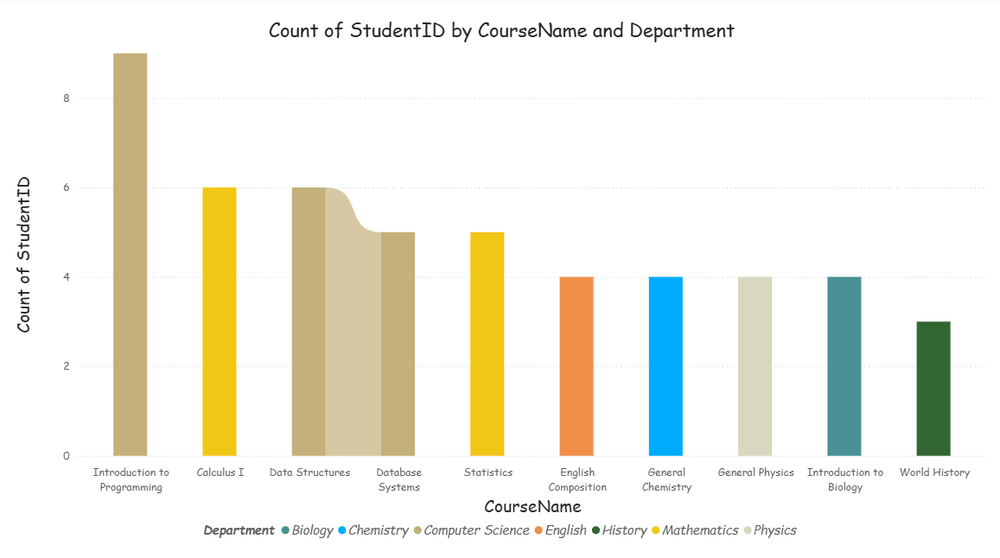 Count of StudentID by CourseName and Department
Count of StudentID
8
6
4
2
0
Introduction to
Programming
Calculus I
Data Structures
Database
Systems
Statistics
English
Composition
General
Chemistry
General Physics
Introduction to
Biology
World History
CourseName
Department Biology Chemistry Computer Science English History Mathematics Physics